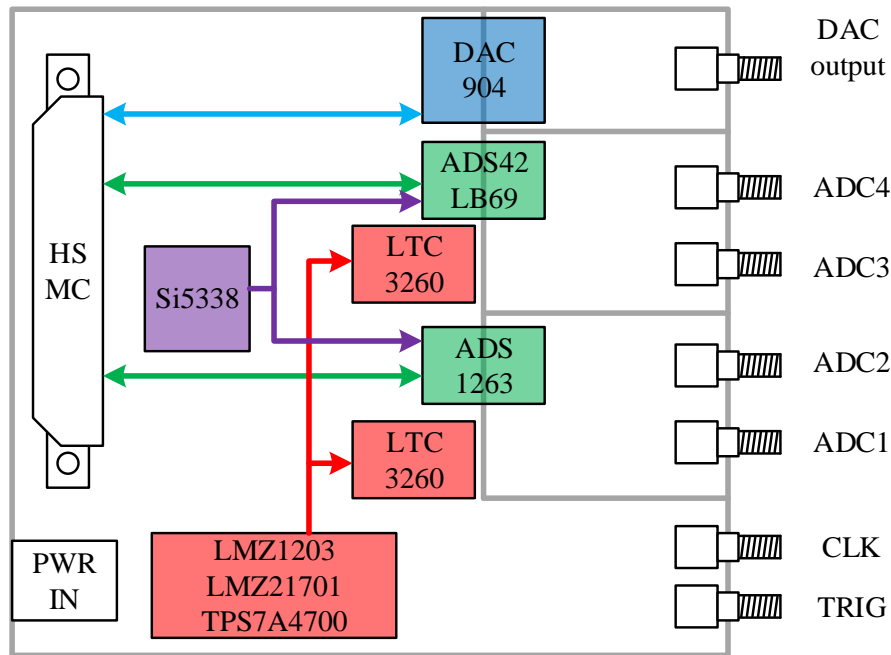 DAC
904
DAC
output
ADS42
LB69
ADC4
HS
MC
Si5338
LTC
3260
ADC3
ADS
1263
ADC2
LTC
3260
ADC1
PWR
IN
LMZ1203
LMZ21701
TPS7A4700
CLK
TRIG